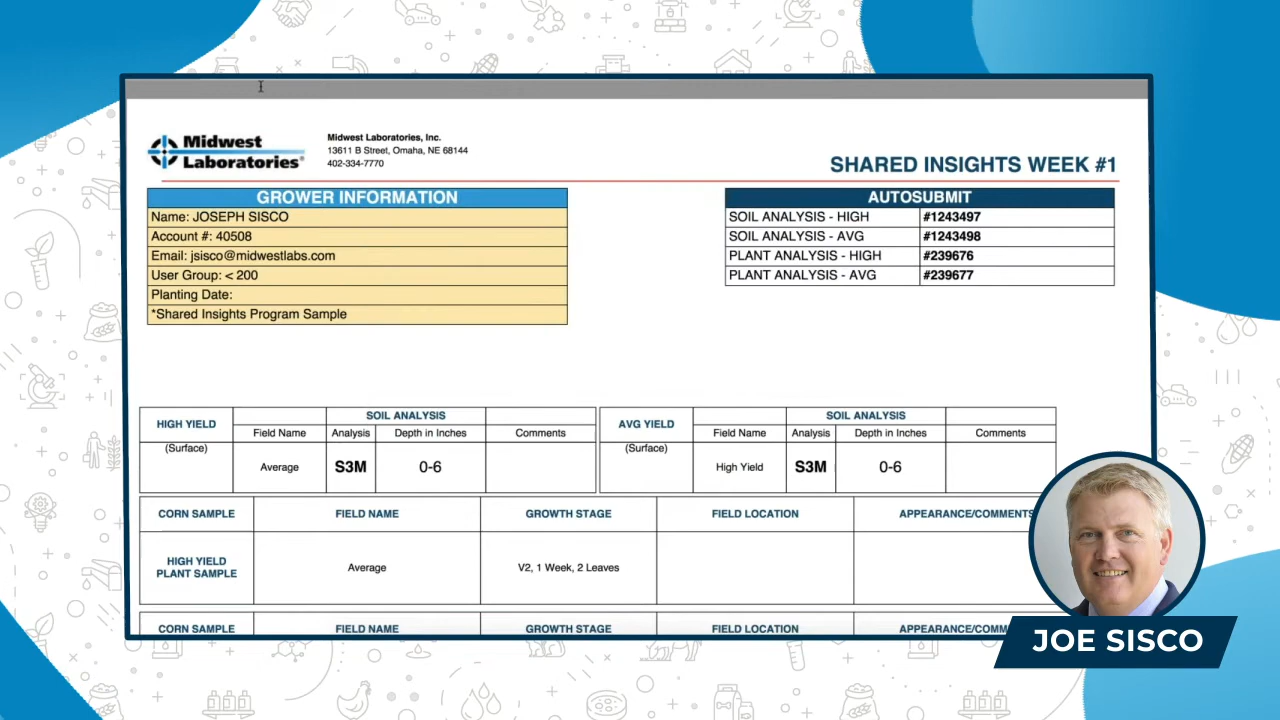 Midwest Laboratories®
Midwest Laboratories, Inc.
13611 B Street, Omaha, NE 68144
402-334-7770
SHARED INSIGHTS WEEK #1
GROWER INFORMATION
Name: JOSEPH SISCO
Account #: 40508
Email: jsisco@midwestlabs.com
User Group: < 200
Planting Date:
*Shared Insights Program Sample
AUTOSUBMIT
SOIL ANALYSIS - HIGH #1243497
SOIL ANALYSIS - AVG #1243498
PLANT ANALYSIS - HIGH #239676
PLANT ANALYSIS - AVG #239677
HIGH YIELD
(Surface)
SOIL ANALYSIS
Field Name Analysis Depth in Inches Comments
Average S3M 0-6
AVG YIELD
(Surface)
SOIL ANALYSIS
Field Name Analysis Depth in Inches Comments
High Yield S3M 0-6
CORN SAMPLE FIELD NAME GROWTH STAGE FIELD LOCATION APPEARANCE/COMMENTS
HIGH YIELD
PLANT SAMPLE
Average V2, 1 Week, 2 Leaves
CORN SAMPLE FIELD NAME GROWTH STAGE FIELD LOCATION
JOE SISCO